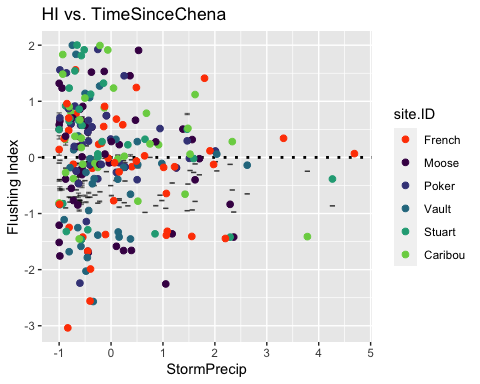 HI vs. TimeSinceChena
2
1
0
-1
-2
-3
Flushing Index
-1
0
1
2
3
4
5
StormPrecip
site.ID
French
Moose
Poker
Vault
Stuart
Caribou